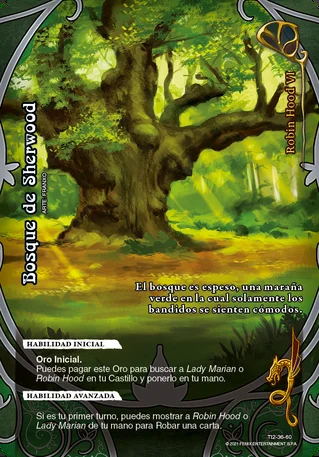 Robin Hood VI
Bosque de Sherwood
ARTE: FRANXO
El bosque es espeso, una maraña
verde en la cual solamente los
bandidos se sienten cómodos.
HABILIDAD INICIAL
Oro Inicial.
Puedes pagar este Oro para buscar a Lady Marian o
Robin Hood en tu Castillo y ponerlo en tu mano.
HABILIDAD AVANZADA
Si es tu primer turno, puedes mostrar a Robin Hood o
Lady Marian de tu mano para Robar una carta.
TI2-36-60
© 2021 FENIX ENTERTAINMENT S.P.A.